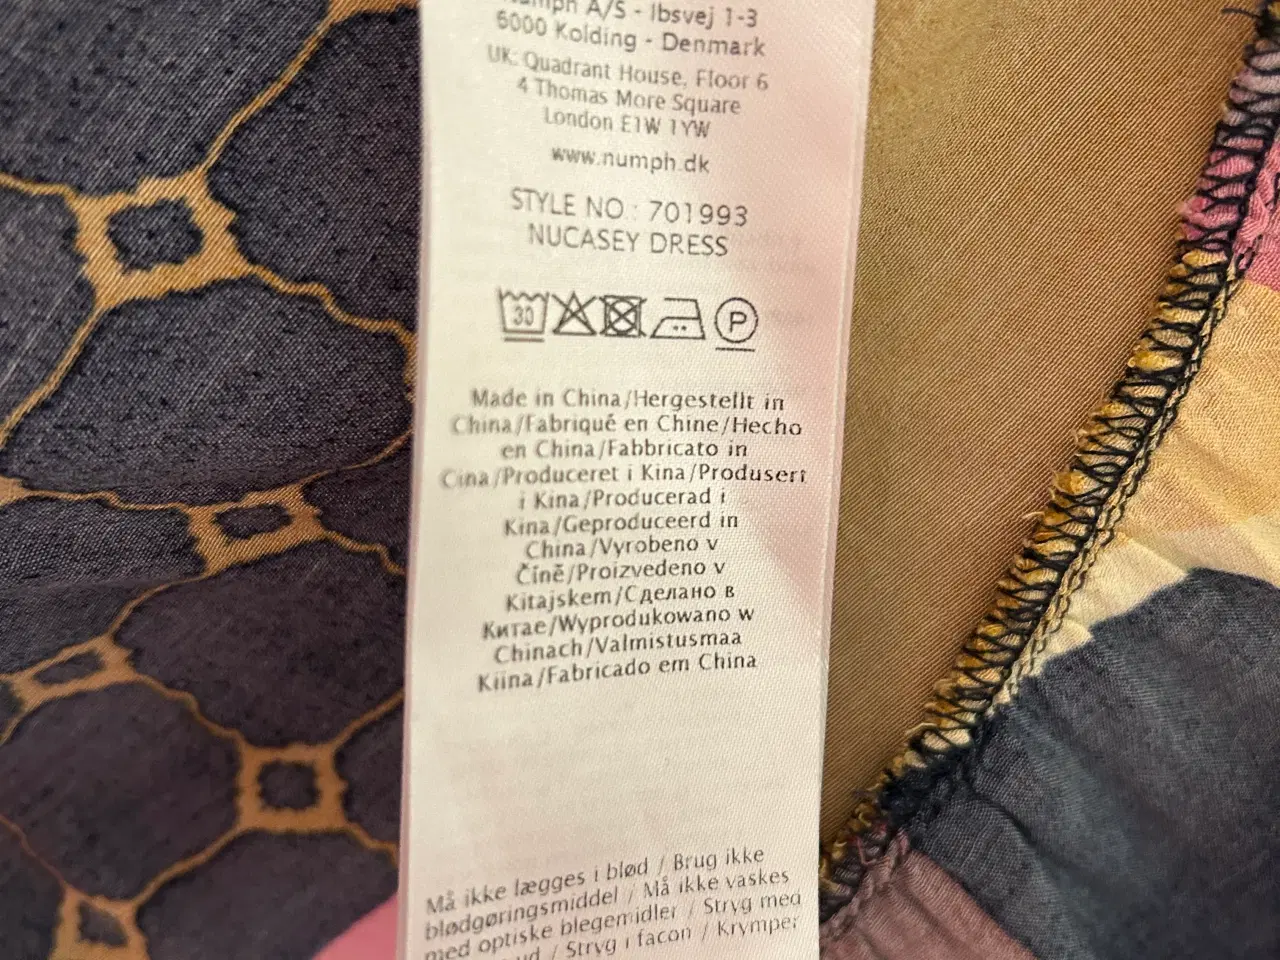 Numph A/S - Ibsvej 1-3
6000 Kolding - Denmark
UK: Quadrant House, Floor 6
4 Thomas More Square
London E1W 1YW
www.numph.dk
STYLE NO.: 701993
NUCASEY DRESS
30 P
Made in China/Hergestellt in
China/Fabriqué en Chine/Hecho
en China/Fabbricato in
Cina/Produceret i Kina/Produsert
i Kina/Producerad i
Kina/Geproduceerd in
China/Vyrobeno v
Číně/Proizvedeno v
Kitajskem/Сделано в
Китае/Wyprodukowano w
Chinach/Valmistusmaa
Kiina/Fabricado em China
Må ikke lægges i blød / Brug ikke
blødgøringsmiddel / Må ikke vaskes
med optiske blegemidler / Stryg med
/ Stryg i facon / Krymper